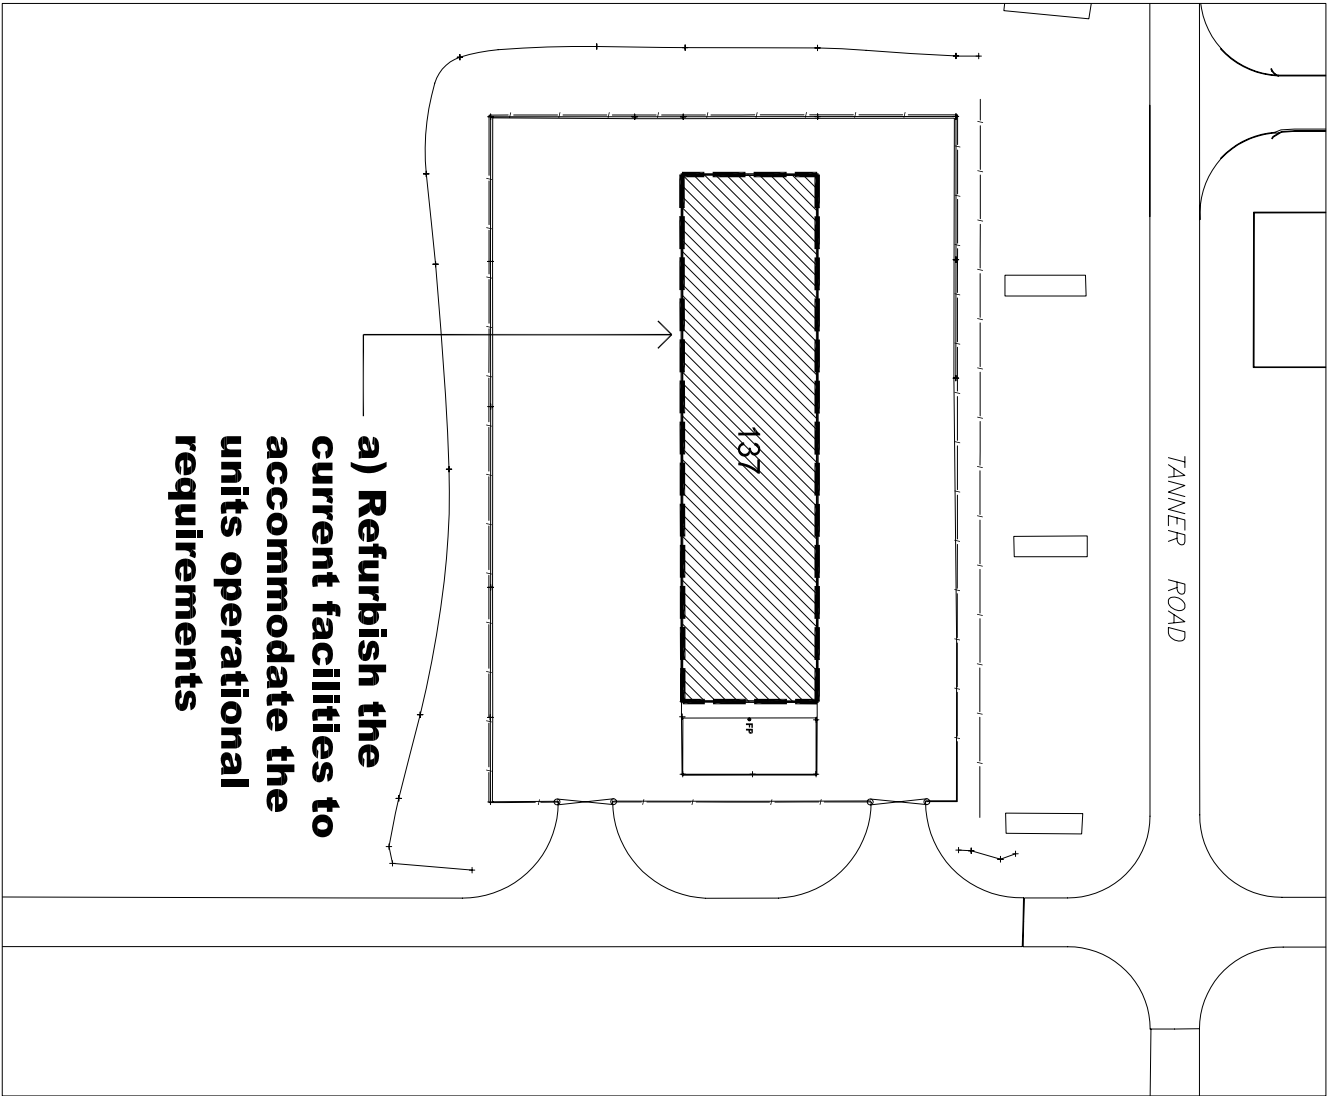 TANNER ROAD
137
FP
a) Refurbish the
current facilities to
accommodate the
units operational
requirements